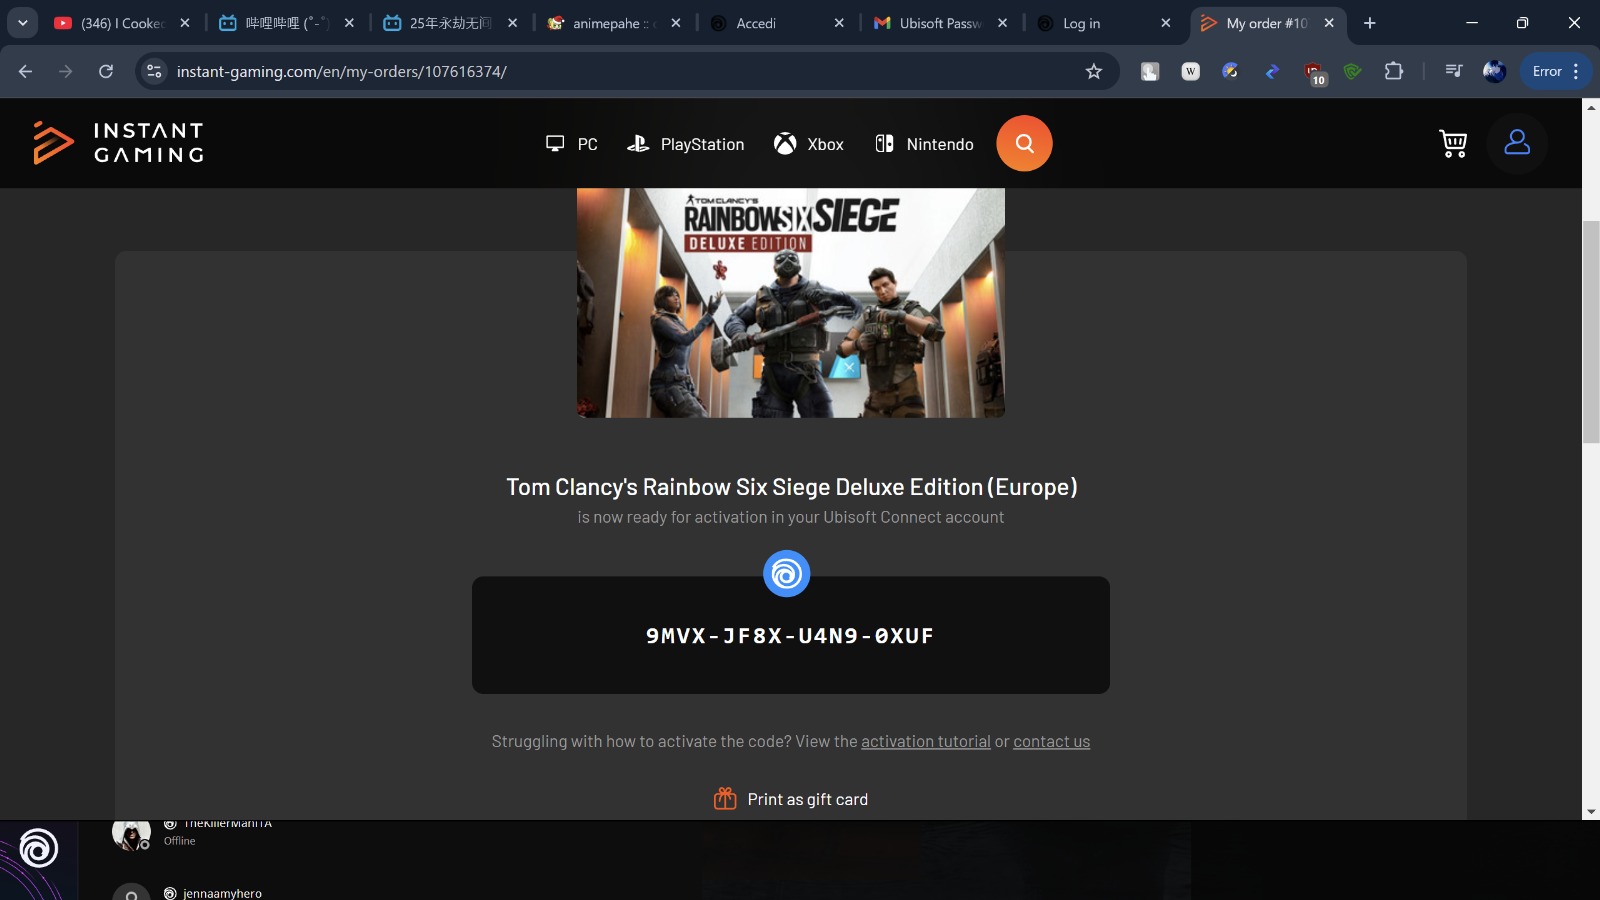 (346) I Cooked
哔哩哔哩 (゜-゜)
25年永劫无间
animepahe ::
Accedi
Ubisoft Passw
Log in
My order #10
instant-gaming.com/en/my-orders/107616374/
W
10
Error
INSTANT GAMING
PC
PlayStation
Xbox
Nintendo
TOM CLANCY'S
RAINBOWSIX SIEGE
DELUXE EDITION
Tom Clancy's Rainbow Six Siege Deluxe Edition (Europe)
is now ready for activation in your Ubisoft Connect account
9MVX-JF8X-U4N9-0XUF
Struggling with how to activate the code? View the activation tutorial or contact us
Print as gift card
TheKillerManITA
Offline
jennaamyhero